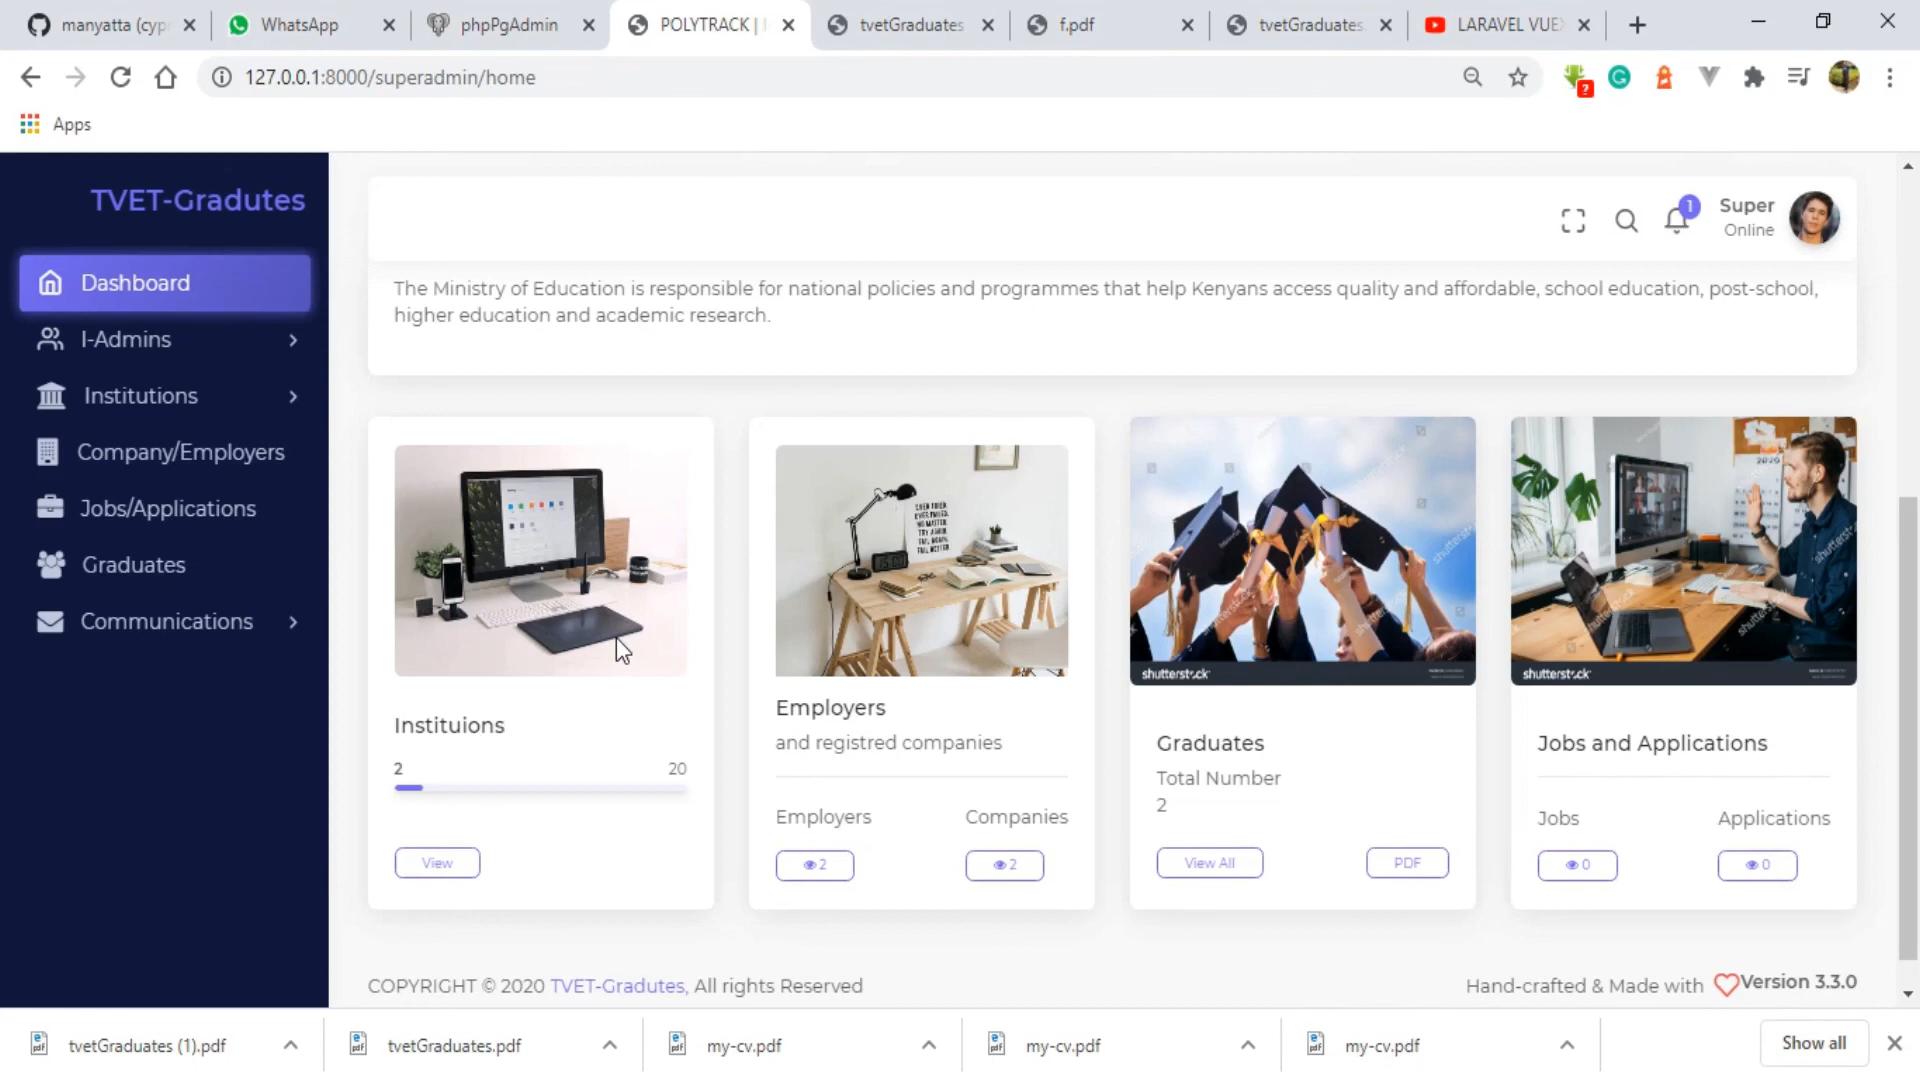 manyatta (cypr
WhatsApp
phpPgAdmin
POLYTRACK |
tvetGraduates
f.pdf
tvetGraduates
LARAVEL VUEX
127.0.0.1:8000/superadmin/home
?
Apps
TVET-Gradutes
1
Super
Online
Dashboard
I-Admins
Institutions
Company/Employers
Jobs/Applications
Graduates
Communications
The Ministry of Education is responsible for national policies and programmes that help Kenyans access quality and affordable, school education, post-school,
higher education and academic research.
shutterstock
shutterstock
Instituions
2 20
View
Employers
and registred companies
Employers Companies
2 2
Graduates
Total Number
2
View All PDF
Jobs and Applications
Jobs Applications
0 0
COPYRIGHT © 2020 TVET-Gradutes, All rights Reserved
Handcrafted & Made with Version 3.3.0
tvetGraduates (1).pdf
tvetGraduates.pdf
my-cv.pdf
my-cv.pdf
my-cv.pdf
Show all